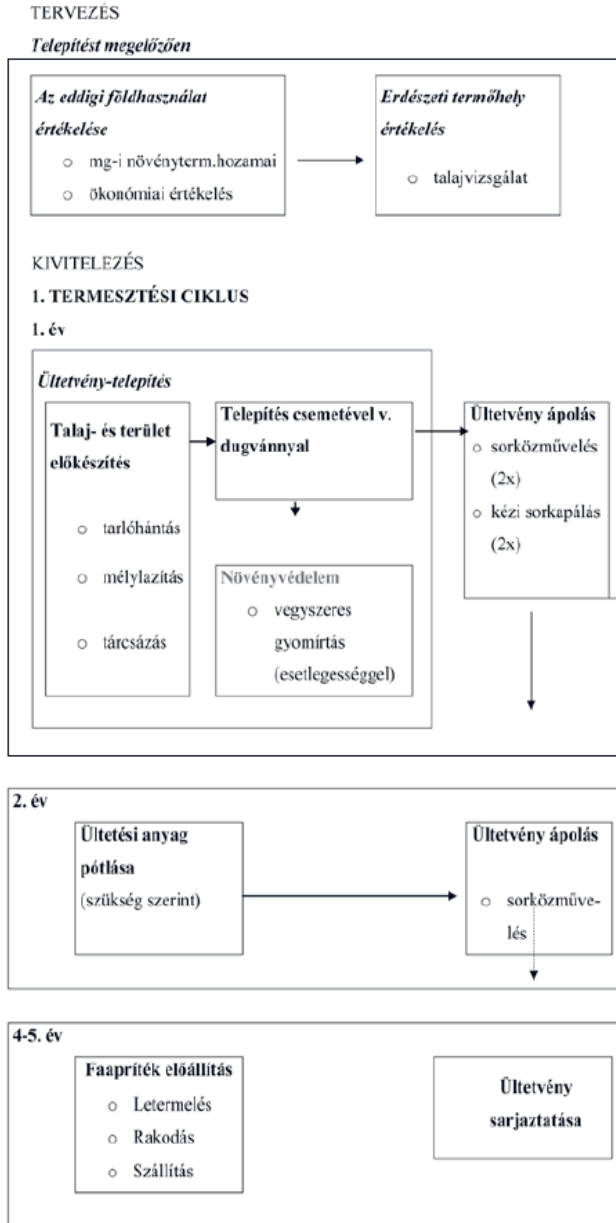 TERVEZÉS
Telepítést megelőzően
Az eddigi földhasználat
értékelése
○ mg-i növényterm.hozamai
○ ökonómiai értékelés
Erdészeti termőhely
értékelés
○ talajvizsgálat
KIVITELEZÉS
1. TERMESZTÉSI CIKLUS
1. év
Ültetvény-telepítés
Talaj- és terület
előkészítés
○ tarlóhántás
○ mélylazítás
○ tárcsázás
Telepítés csemetével v.
dugvánnyal
Növényvédelem
○ vegyszeres
gyomirtás
(esetlegességgel)
Ültetvény ápolás
○ sorközművelés
(2x)
○ kézi sorkapálás
(2x)
2. év
Ültetési anyag
pótlása
(szükség szerint)
Ültetvény ápolás
○ sorközműve-
lés
4-5. év
Faapríték előállítás
○ Letermelés
○ Rakodás
○ Szállítás
Ültetvény
sarjaztatása